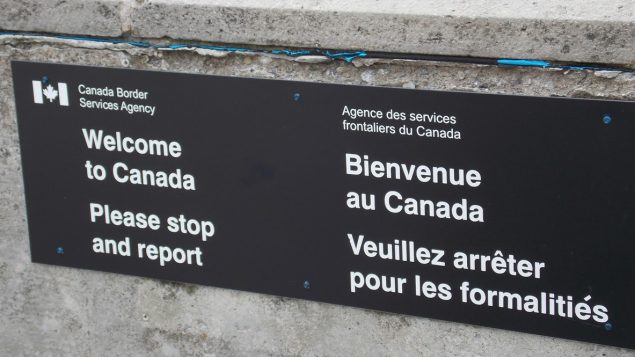 Canada Border
Services Agency
Welcome
to Canada
Please stop
and report
Agence des services
frontaliers du Canada
Bienvenue
au Canada
Veuillez arrêter
pour les formalitiés